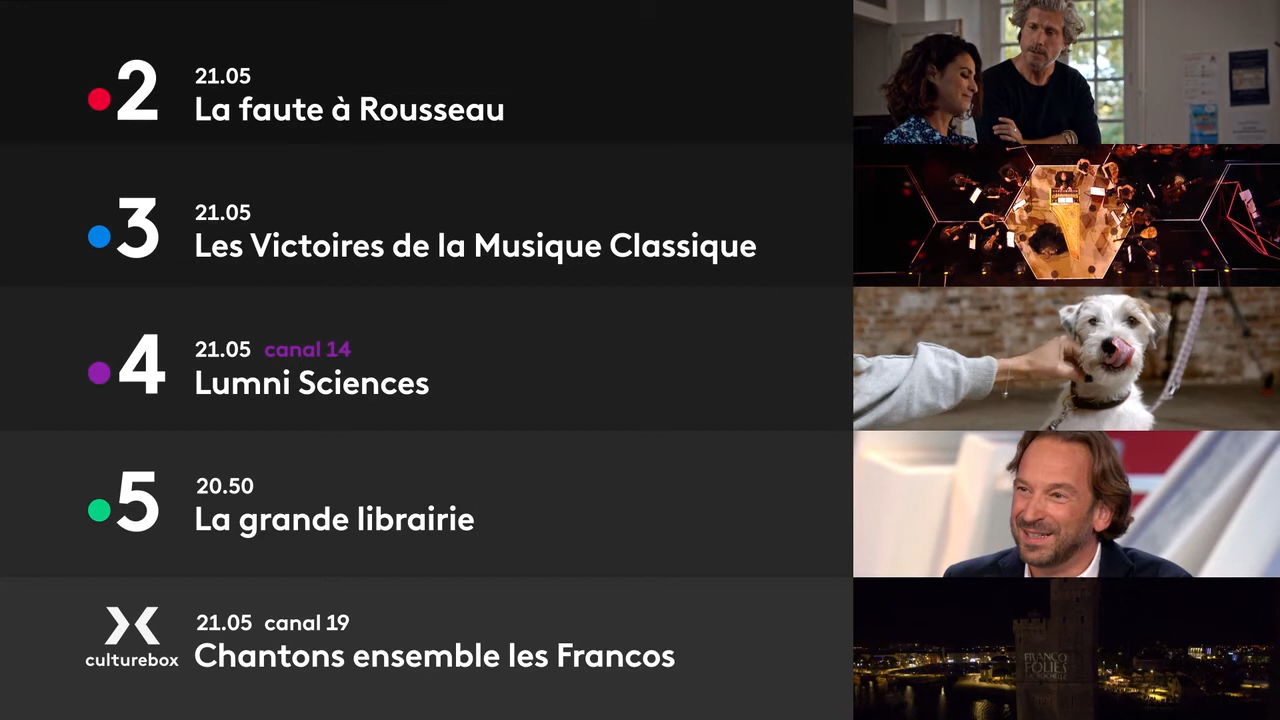 2
21.05
La faute à Rousseau
3
21.05
Les Victoires de la Musique Classique
4
21.05 canal 14
Lumni Sciences
5
20.50
La grande librairie
culturebox
21.05 canal 19
Chantons ensemble les Francos
FRANCO
FOLIES